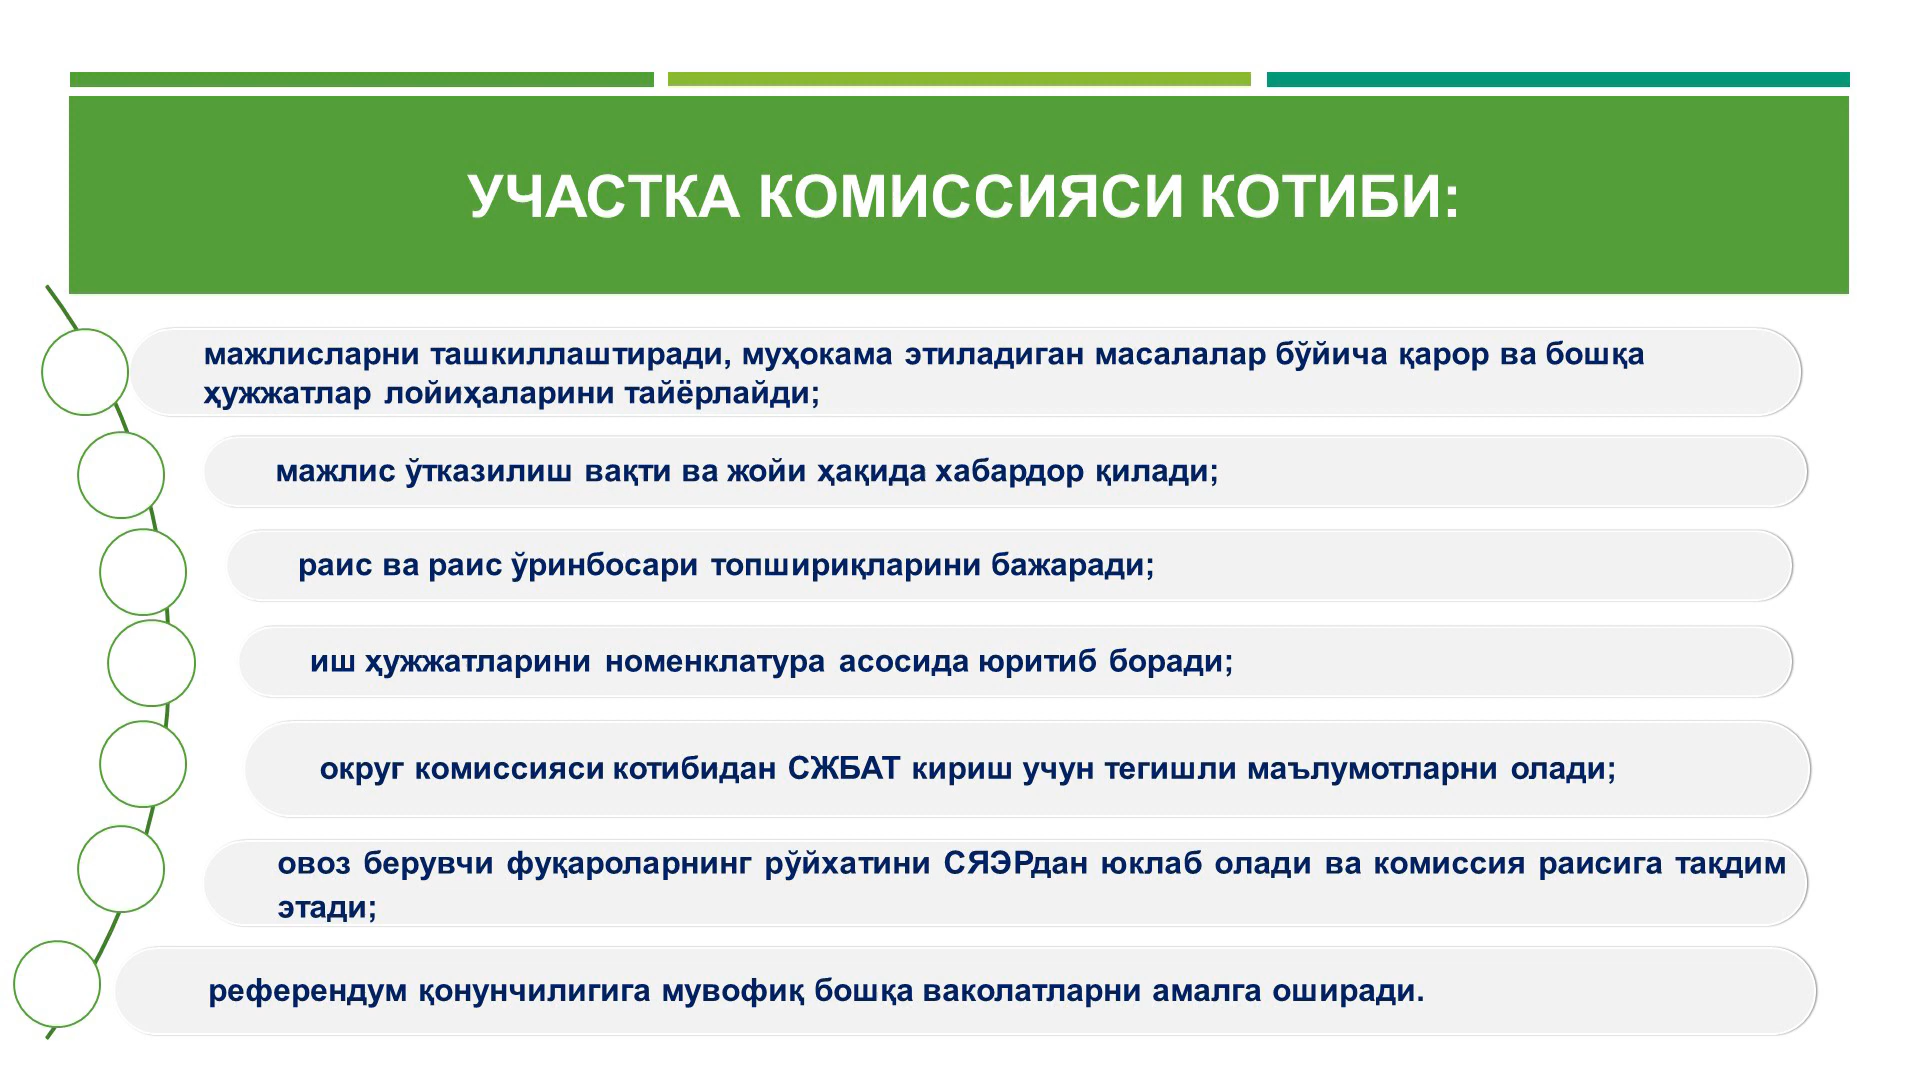 УЧАСТКА КОМИССИЯСИ КОТИБИ:
мажлисларни ташкиллаштиради, муҳокама этиладиган масалалар бўйича қарор ва бошқа
ҳужжатлар лойиҳаларини тайёрлайди;
мажлис ўтказилиш вақти ва жойи ҳақида хабардор қилади;
раис ва раис ўринбосари топшириқларини бажаради;
иш ҳужжатларини номенклатура асосида юритиб боради;
округ комиссияси котибидан СЖБАТ кириш учун тегишли маълумотларни олади;
овоз берувчи фуқароларнинг рўйхатини СЯЭРдан юклаб олади ва комиссия раисига тақдим
этади;
референдум қонунчилигига мувофиқ бошқа ваколатларни амалга оширади.